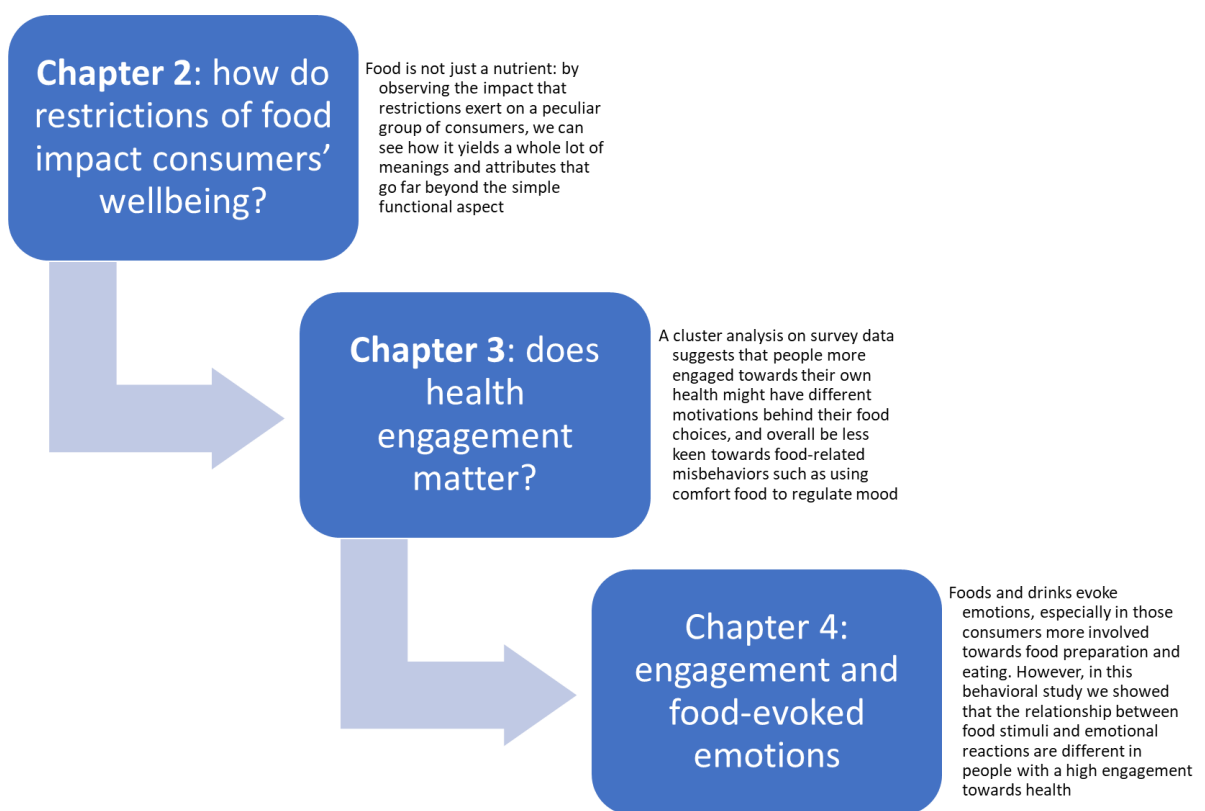 Chapter 2: how do
restrictions of food
impact consumers’
wellbeing?
Food is not just a nutrient: by
observing the impact that
restrictions exert on a peculiar
group of consumers, we can
see how it yields a whole lot of
meanings and attributes that
go far beyond the simple
functional aspect
Chapter 3: does
health
engagement
matter?
A cluster analysis on survey data
suggests that people more
engaged towards their own
health might have different
motivations behind their food
choices, and overall be less
keen towards food-related
misbehaviors such as using
comfort food to regulate mood
Chapter 4:
engagement and
food-evoked
emotions
Foods and drinks evoke
emotions, especially in those
consumers more involved
towards food preparation and
eating. However, in this
behavioral study we showed
that the relationship between
food stimuli and emotional
reactions are different in
people with a high engagement
towards health